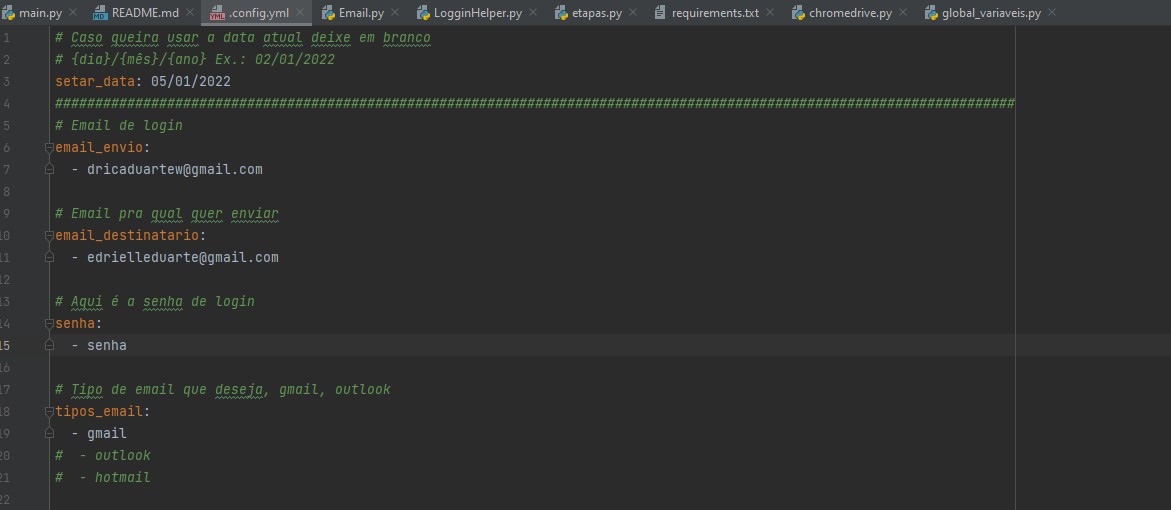 main.py README.md .config.yml Email.py LogginHelper.py etapas.py requirements.txt chromedrive.py global_variaveis.py
1 # Caso queira usar a data atual deixe em branco
2 # {dia}/{mês}/{ano} Ex.: 02/01/2022
3 setar_data: 05/01/2022
4 ########################################################################################################################
5 # Email de login
6 email_envio:
7 - dricaduartew@gmail.com
8
9 # Email pra qual quer enviar
10 email_destinatario:
11 - edrielleduarte@gmail.com
12
13 # Aqui é a senha de login
14 senha:
15 - senha
16
17 # Tipo de email que deseja, gmail, outlook
18 tipos_email:
19 - gmail
20 # - outlook
21 # - hotmail
22